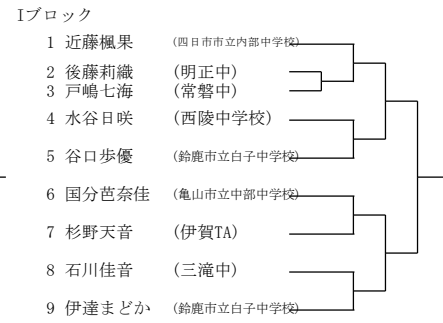 Iブロック
1 近藤楓果 (四日市市立内部中学校)
2 後藤莉織 (明正中)
3 戸嶋七海 (常磐中)
4 水谷日咲 (西陵中学校)
5 谷口歩優 (鈴鹿市立白子中学校)
6 国分芭奈佳 (亀山市立中部中学校)
7 杉野天音 (伊賀TA)
8 石川佳音 (三滝中)
9 伊達まどか (鈴鹿市立白子中学校)